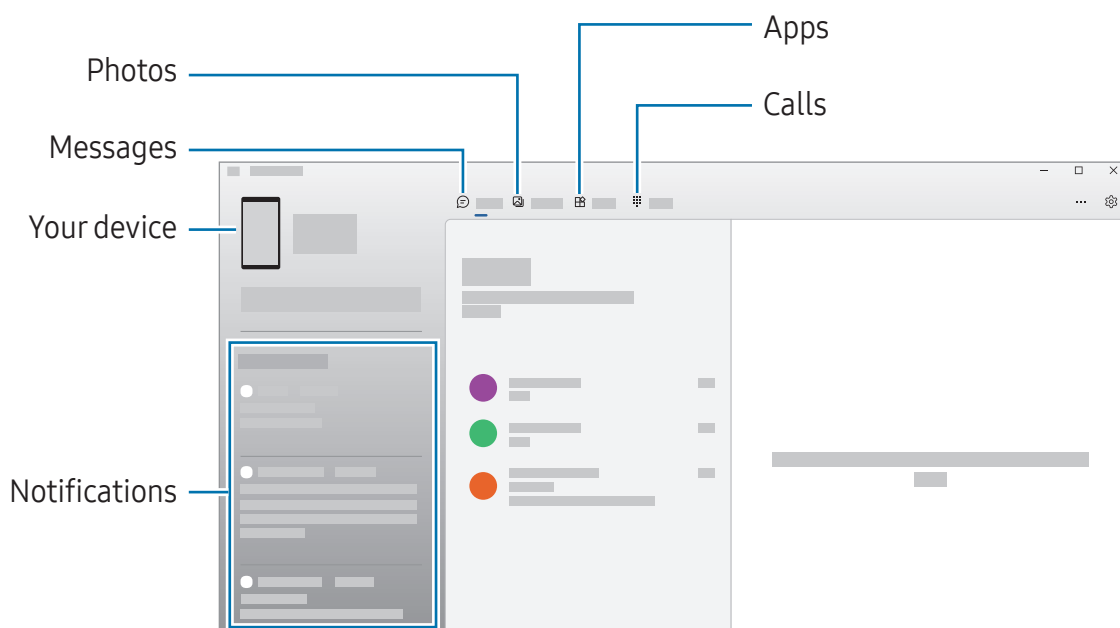 Apps
Photos
Calls
Messages
Your device
Notifications